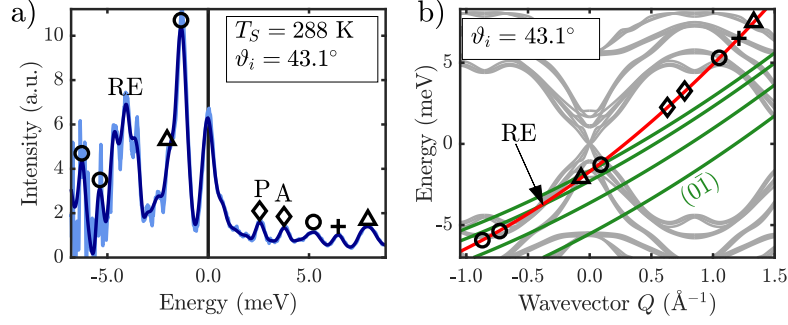 a)
T_S = 288 K
ϑ_i = 43.1°
RE
P A
Intensity (a.u.)
0
2
4
6
8
10
-5.0
0.0
5.0
Energy (meV)
b)
ϑ_i = 43.1°
RE
(01̄)
Energy (meV)
5
0
-5
-1.0
-0.5
0.0
0.5
1.0
1.5
Wavevector Q (Å⁻¹)